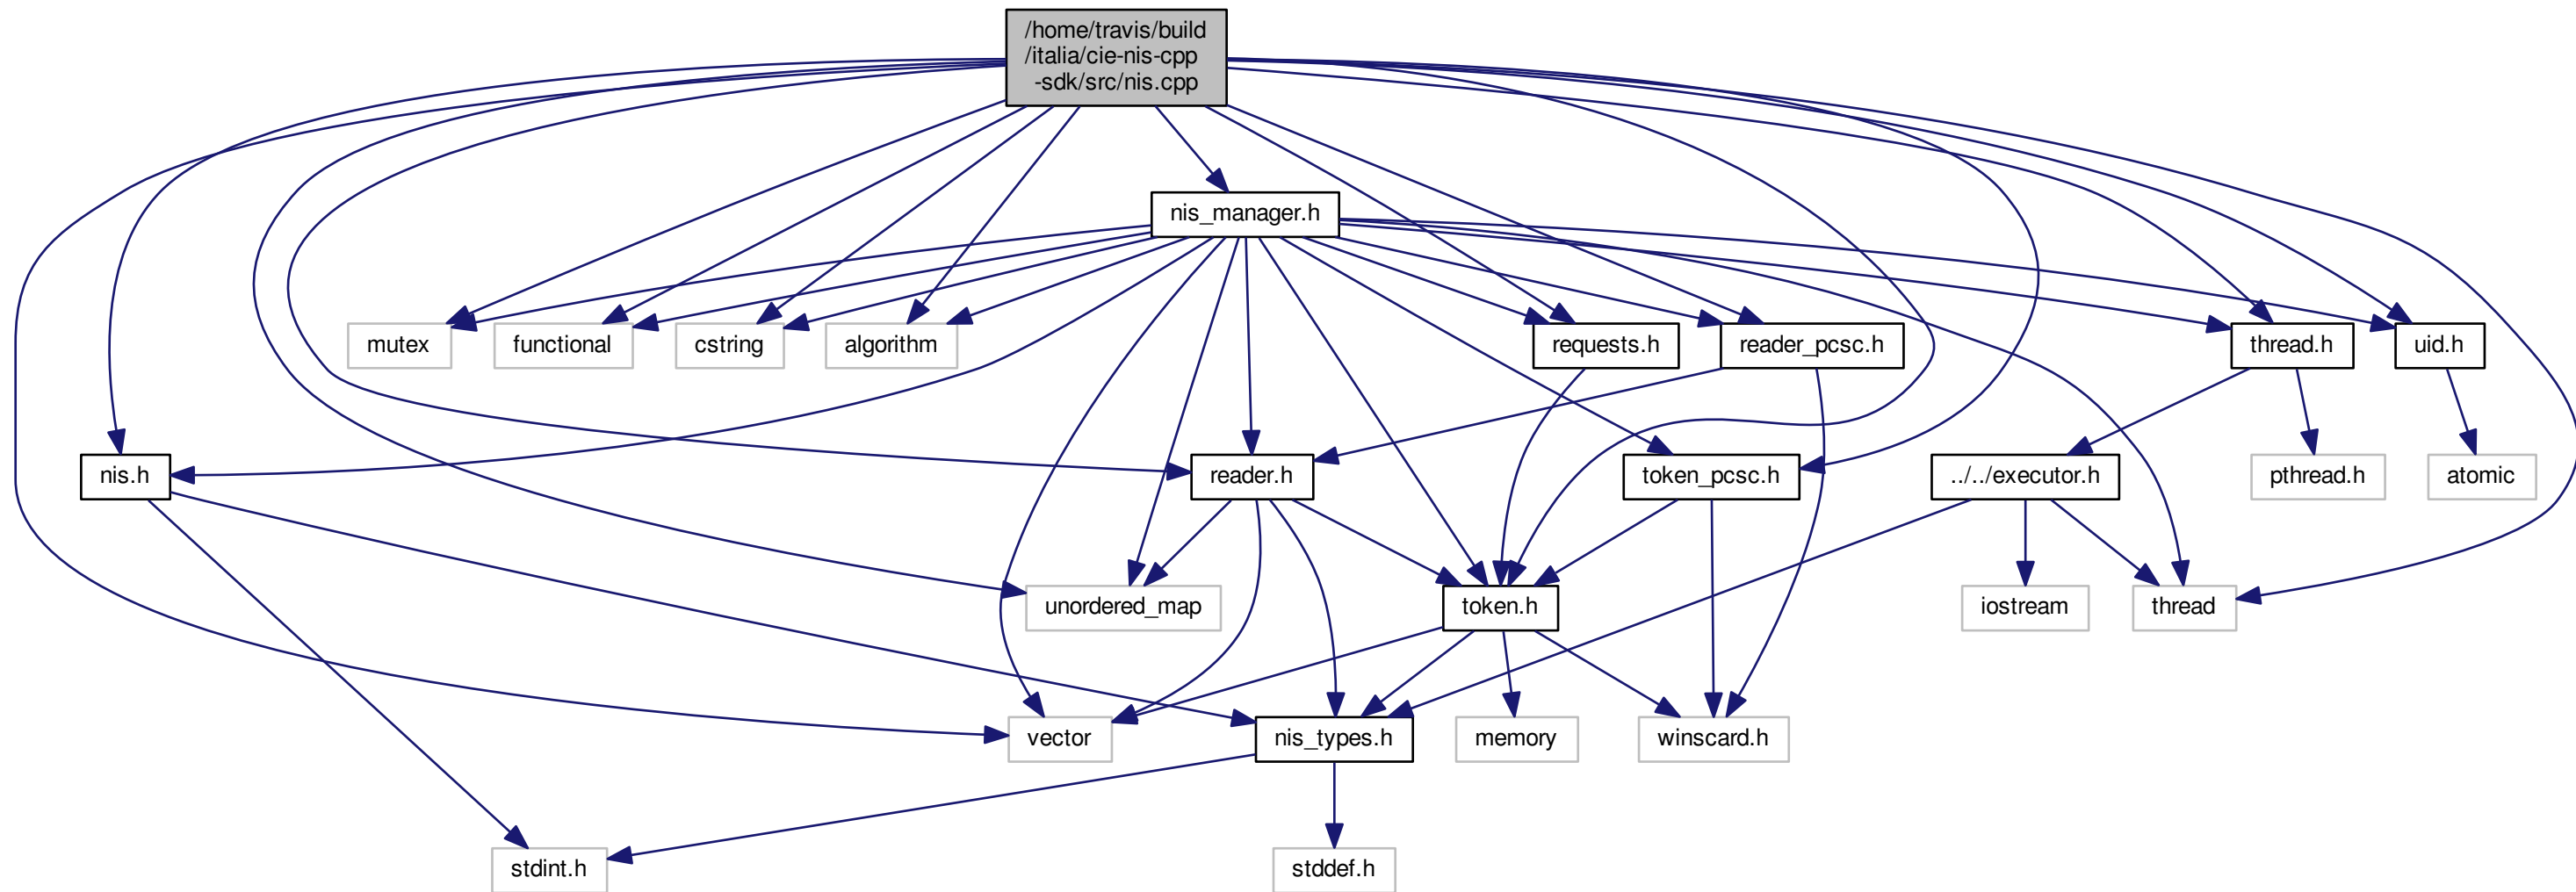 /home/travis/build
/italia/cie-nis-cpp
-sdk/src/nis.cpp
nis_manager.h
mutex
functional
cstring
algorithm
requests.h
reader_pcsc.h
thread.h
uid.h
nis.h
reader.h
token_pcsc.h
../../executor.h
pthread.h
atomic
unordered_map
token.h
iostream
thread
vector
nis_types.h
memory
winscard.h
stdint.h
stddef.h